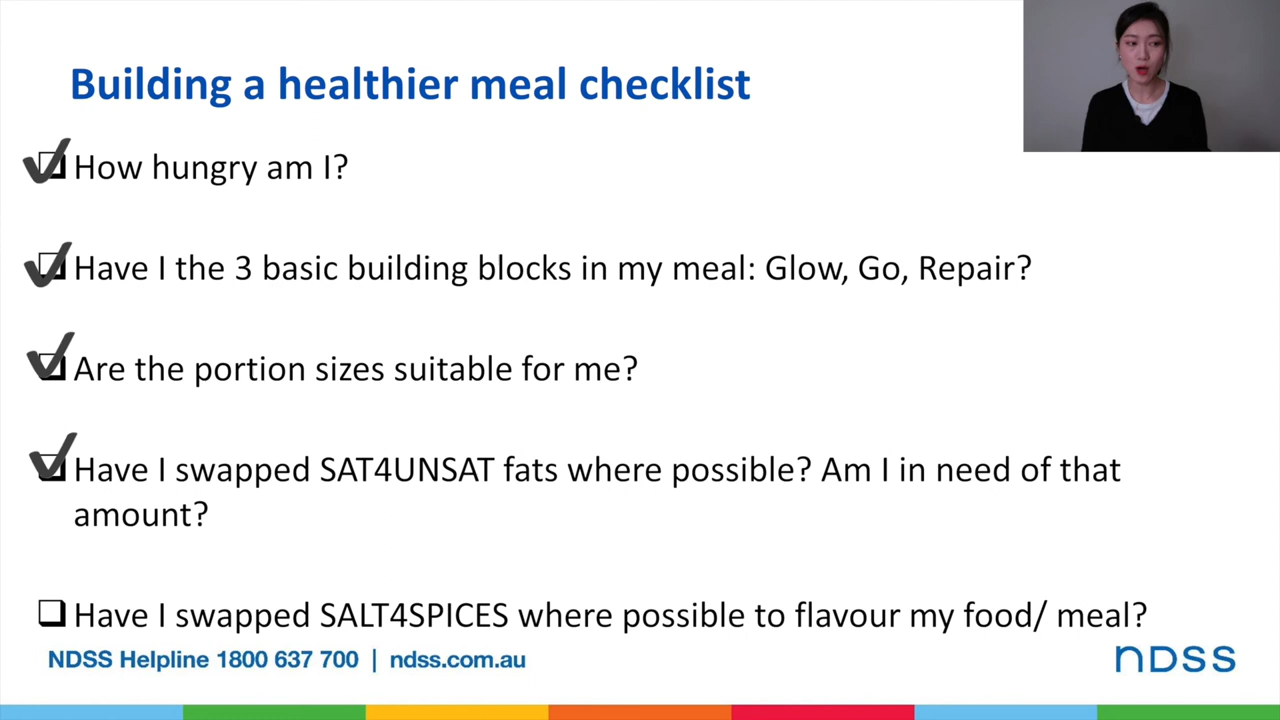 Building a healthier meal checklist
How hungry am I?
Have I the 3 basic building blocks in my meal: Glow, Go, Repair?
Are the portion sizes suitable for me?
Have I swapped SAT4UNSAT fats where possible? Am I in need of that
amount?
Have I swapped SALT4SPICES where possible to flavour my food/ meal?
NDSS Helpline 1800 637 700 | ndss.com.au
ndss